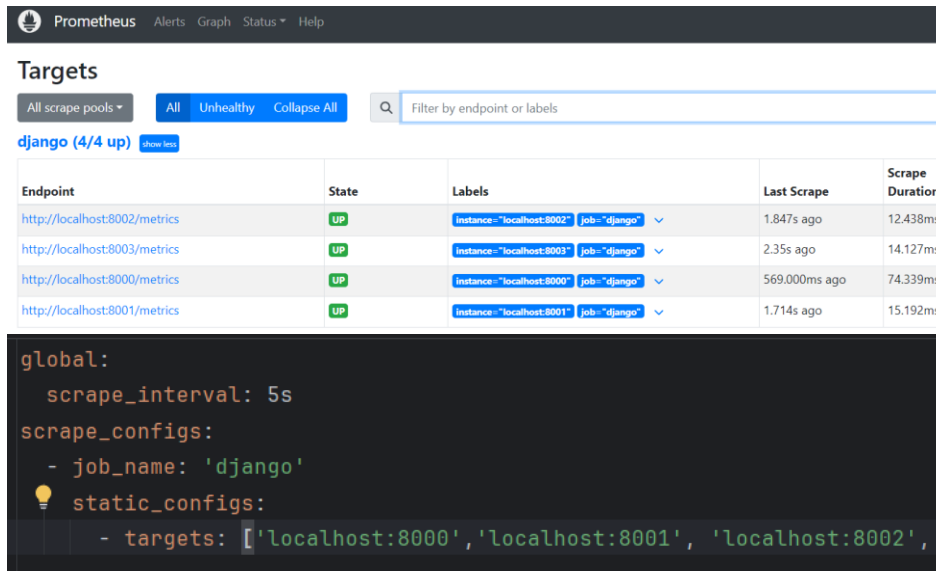 Prometheus Alerts Graph Status Help
Targets
All scrape pools All Unhealthy Collapse All Filter by endpoint or labels
django (4/4 up) show less
Endpoint State Labels Last Scrape Scrape Duration
http://localhost:8002/metrics UP instance="localhost:8002" job="django" 1.847s ago 12.438ms
http://localhost:8003/metrics UP instance="localhost:8003" job="django" 2.35s ago 14.127ms
http://localhost:8000/metrics UP instance="localhost:8000" job="django" 569.000ms ago 74.339ms
http://localhost:8001/metrics UP instance="localhost:8001" job="django" 1.714s ago 15.192ms
global:
  scrape_interval: 5s
scrape_configs:
  - job_name: 'django'
    static_configs:
      - targets: ['localhost:8000','localhost:8001', 'localhost:8002',